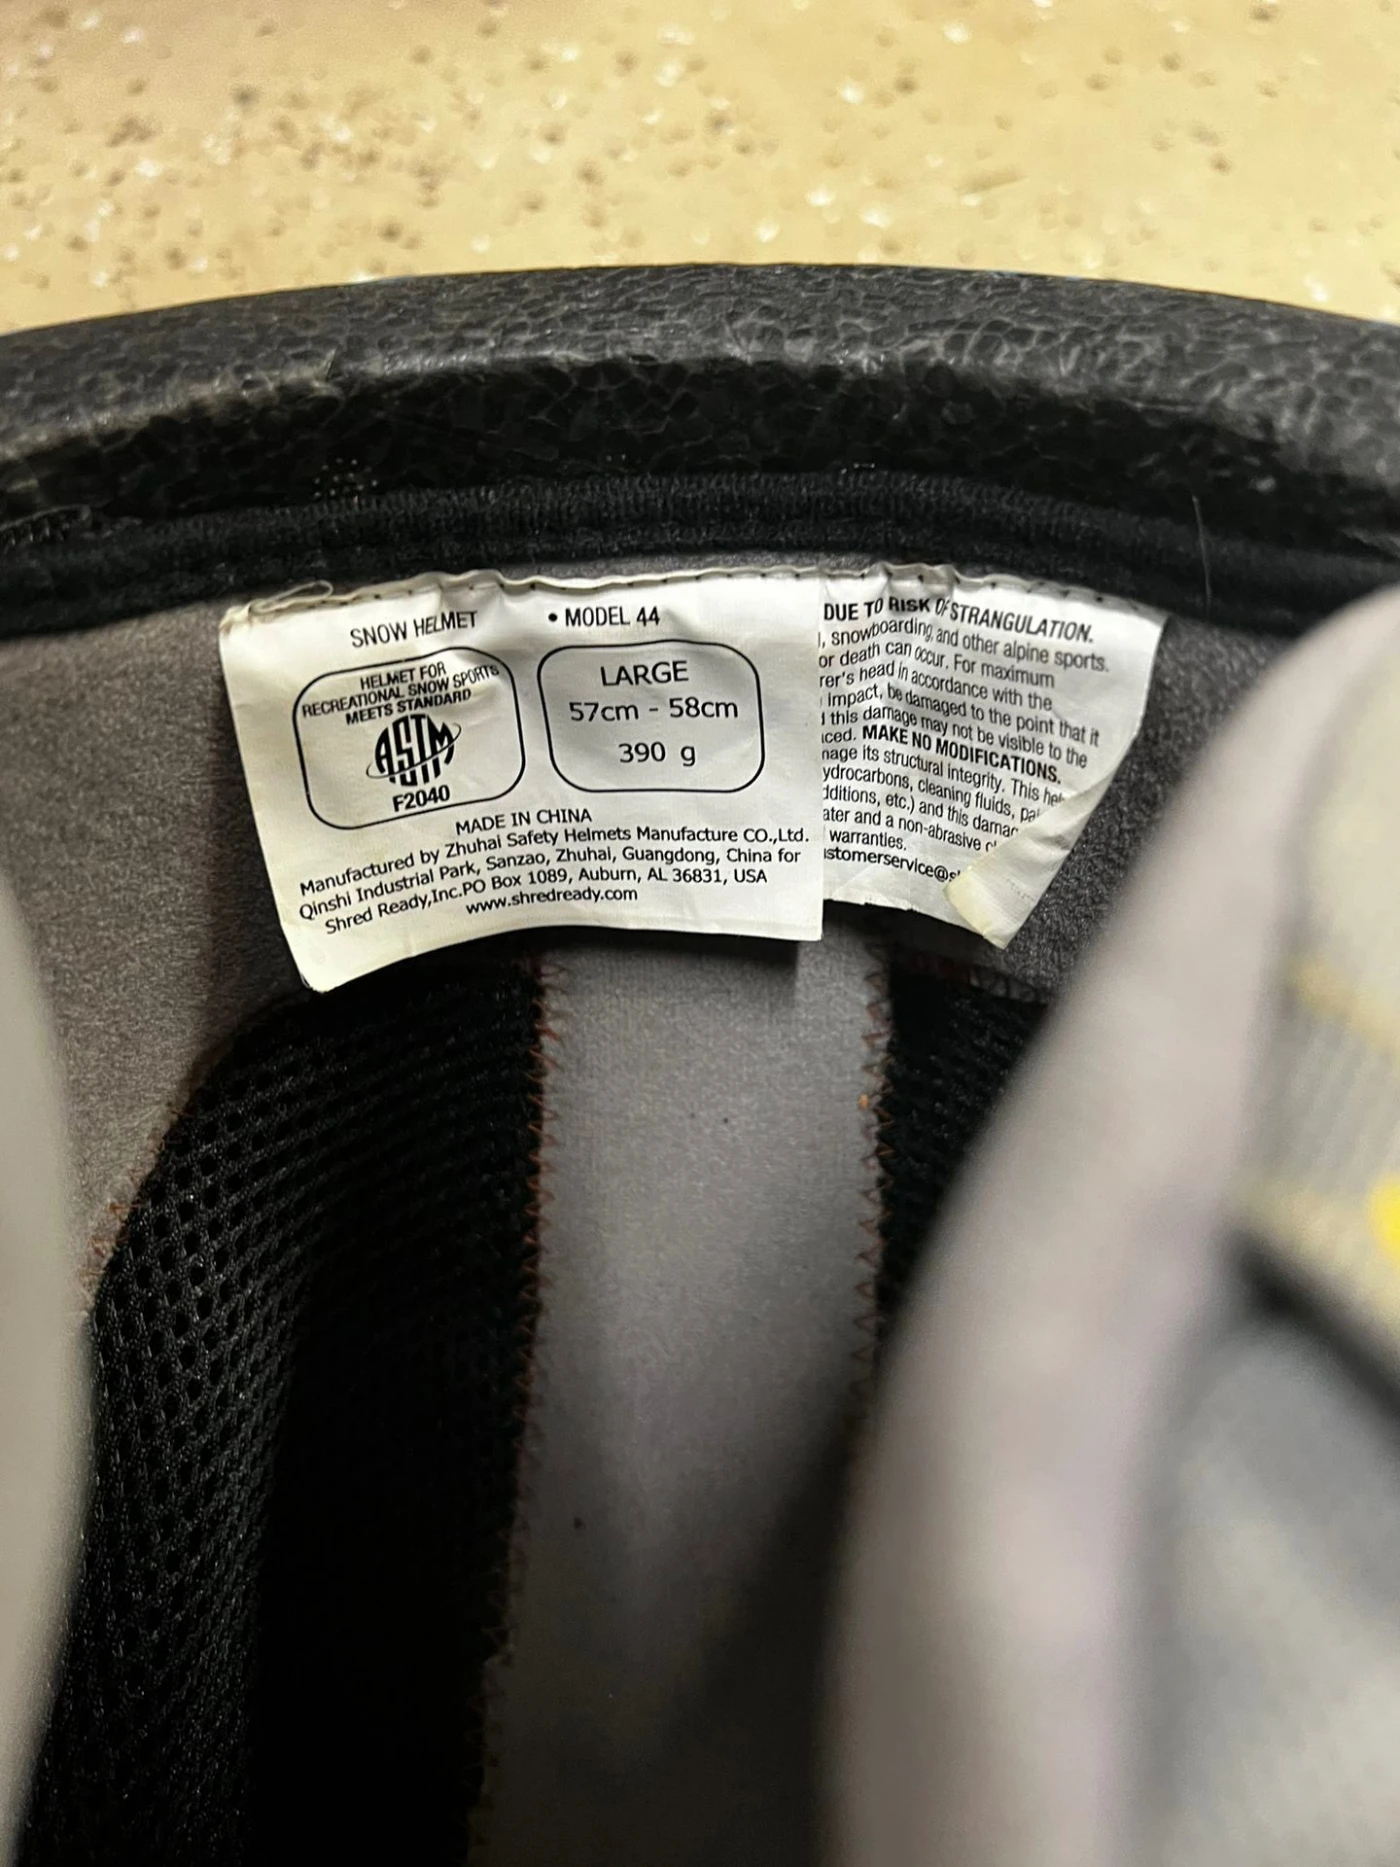 SNOW HELMET
• MODEL 44
HELMET FOR
RECREATIONAL SNOW SPORTS
MEETS STANDARD
ASTM
F2040
LARGE
57cm - 58cm
390 g
MADE IN CHINA
Manufactured by Zhuhai Safety Helmets Manufacture CO.,Ltd.
Qinshi Industrial Park, Sanzao, Zhuhai, Guangdong, China for
Shred Ready,Inc.PO Box 1089, Auburn, AL 36831, USA
www.shredready.com
DUE TO RISK OF STRANGULATION.
, snowboarding, and other alpine sports.
or death can occur. For maximum
head in accordance with the
Impact, be damaged to the point that it
this damage may not be visible to the
MAKE NO MODIFICATIONS.
its structural integrity. This
cleaning fluids,
etc.) and this
and a non-abrasive
warranties.